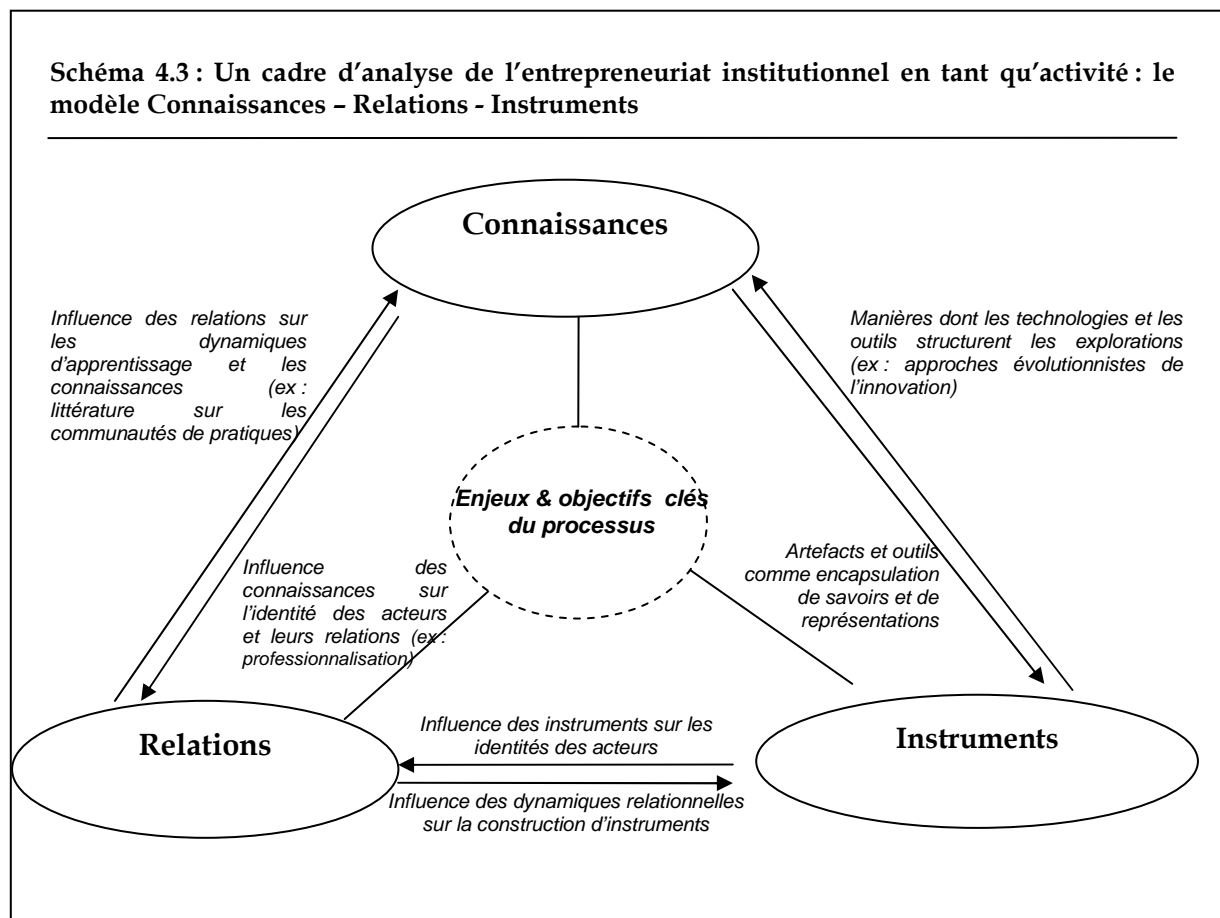 Schéma 4.3 : Un cadre d'analyse de l'entrepreneuriat institutionnel en tant qu'activité : le
modèle Connaissances – Relations - Instruments
Connaissances
Influence des relations sur
les dynamiques
d'apprentissage et les
connaissances (ex :
littérature sur les
communautés de pratiques)
Manières dont les technologies et les
outils structurent les explorations
(ex : approches évolutionnistes de
l'innovation)
Enjeux & objectifs clés
du processus
Influence des
connaissances sur
l'identité des acteurs
et leurs relations (ex :
professionnalisation)
Artefacts et outils
comme encapsulation
de savoirs et de
représentations
Relations
Influence des instruments sur les
identités des acteurs
Instruments
Influence des dynamiques relationnelles
sur la construction d'instruments